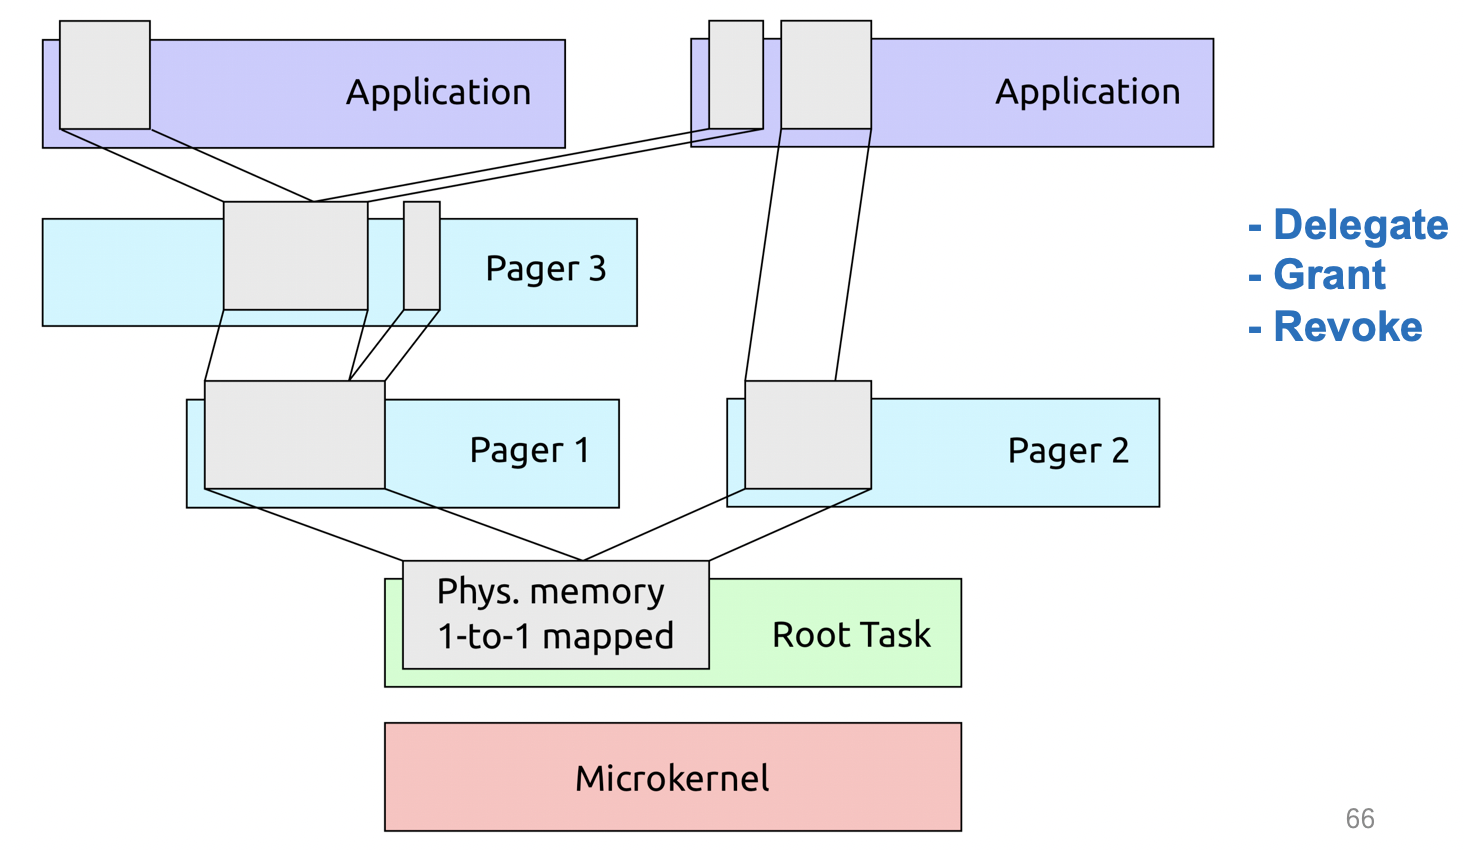 Application
Application
Pager 3
- Delegate
- Grant
- Revoke
Pager 1
Pager 2
Phys. memory
1-to-1 mapped
Root Task
Microkernel
66